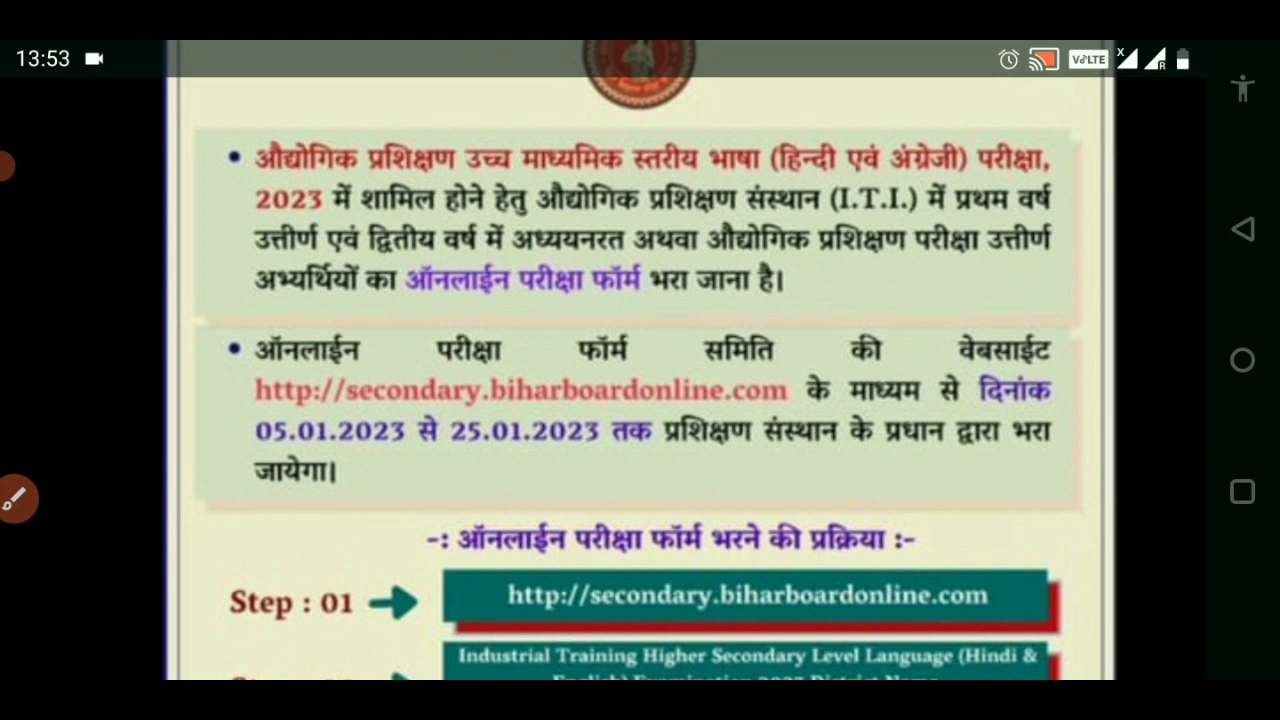 13:53
VoLTE
X
R
• औद्योगिक प्रशिक्षण उच्च माध्यमिक स्तरीय भाषा (हिन्दी एवं अंग्रेजी) परीक्षा,
2023 में शामिल होने हेतु औद्योगिक प्रशिक्षण संस्थान (I.T.I.) में प्रथम वर्ष
उत्तीर्ण एवं द्वितीय वर्ष में अध्ययनरत अथवा औद्योगिक प्रशिक्षण परीक्षा उत्तीर्ण
अभ्यर्थियों का ऑनलाईन परीक्षा फॉर्म भरा जाना है।
• ऑनलाईन परीक्षा फॉर्म समिति की वेबसाईट
http://secondary.biharboardonline.com के माध्यम से दिनांक
05.01.2023 से 25.01.2023 तक प्रशिक्षण संस्थान के प्रधान द्वारा भरा
जायेगा।
-: ऑनलाईन परीक्षा फॉर्म भरने की प्रक्रिया :-
Step : 01
http://secondary.biharboardonline.com
Industrial Training Higher Secondary Level Language (Hindi &